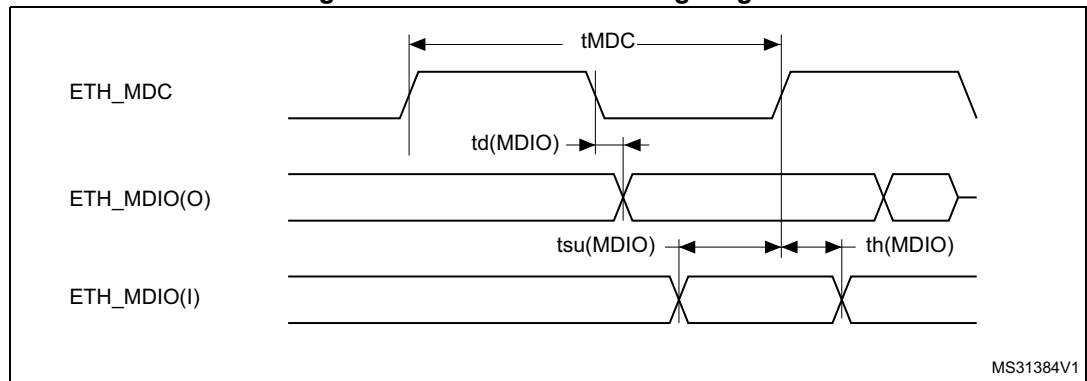 tMDC
ETH_MDC
td(MDIO)
ETH_MDIO(O)
tsu(MDIO) th(MDIO)
ETH_MDIO(I)
MS31384V1